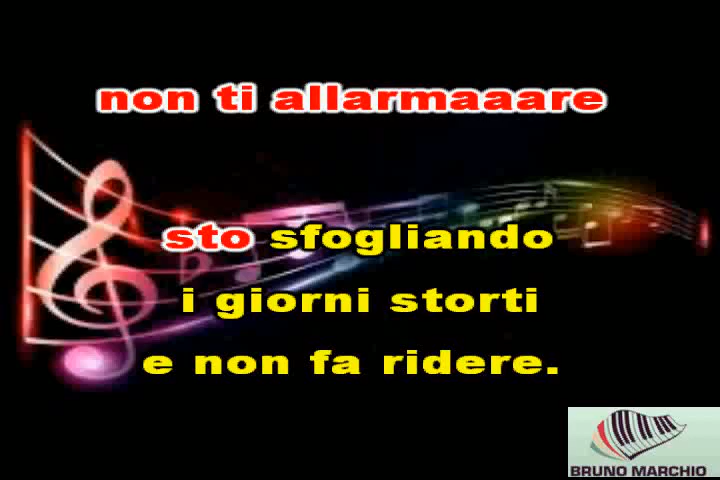 non ti allarmaaare
sto sfogliando
i giorni storti
e non fa ridere.
BRUNO MARCHIO